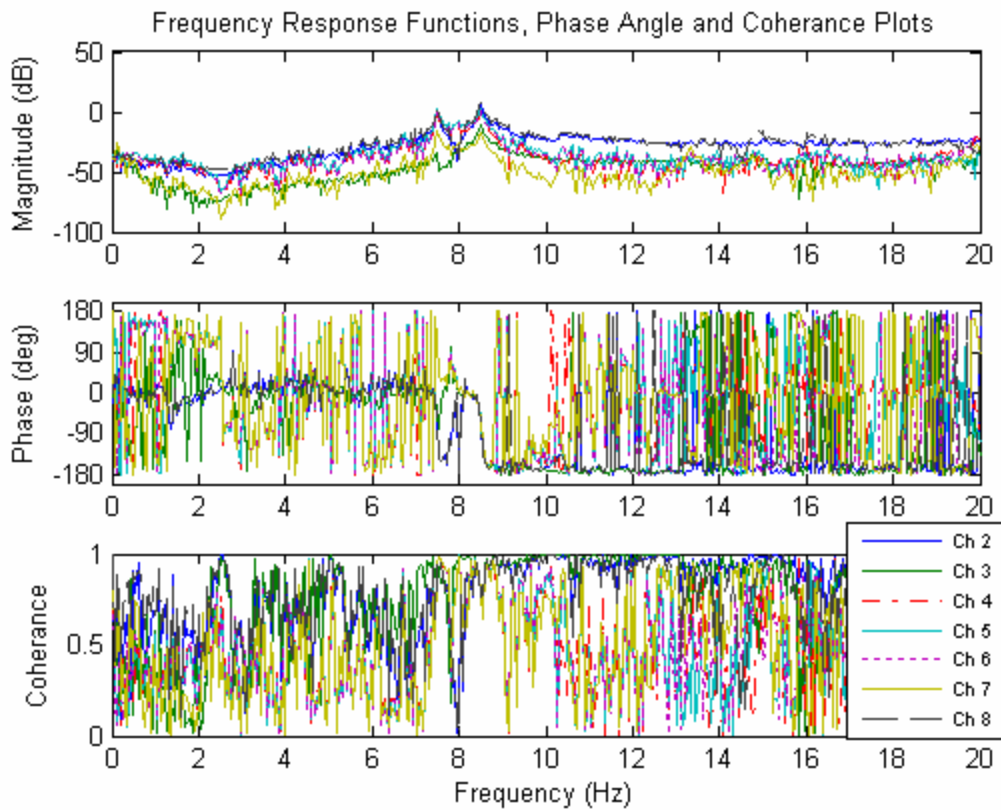 Frequency Response Functions, Phase Angle and Coherance Plots
Magnitude (dB)
50
0
-50
-100
0 2 4 6 8 10 12 14 16 18 20
Phase (deg)
180
90
0
-90
-180
0 2 4 6 8 10 12 14 16 18 20
Coherance
1
0.5
0
0 2 4 6 8 10 12 14 16 18 20
Frequency (Hz)
Ch 2
Ch 3
Ch 4
Ch 5
Ch 6
Ch 7
Ch 8